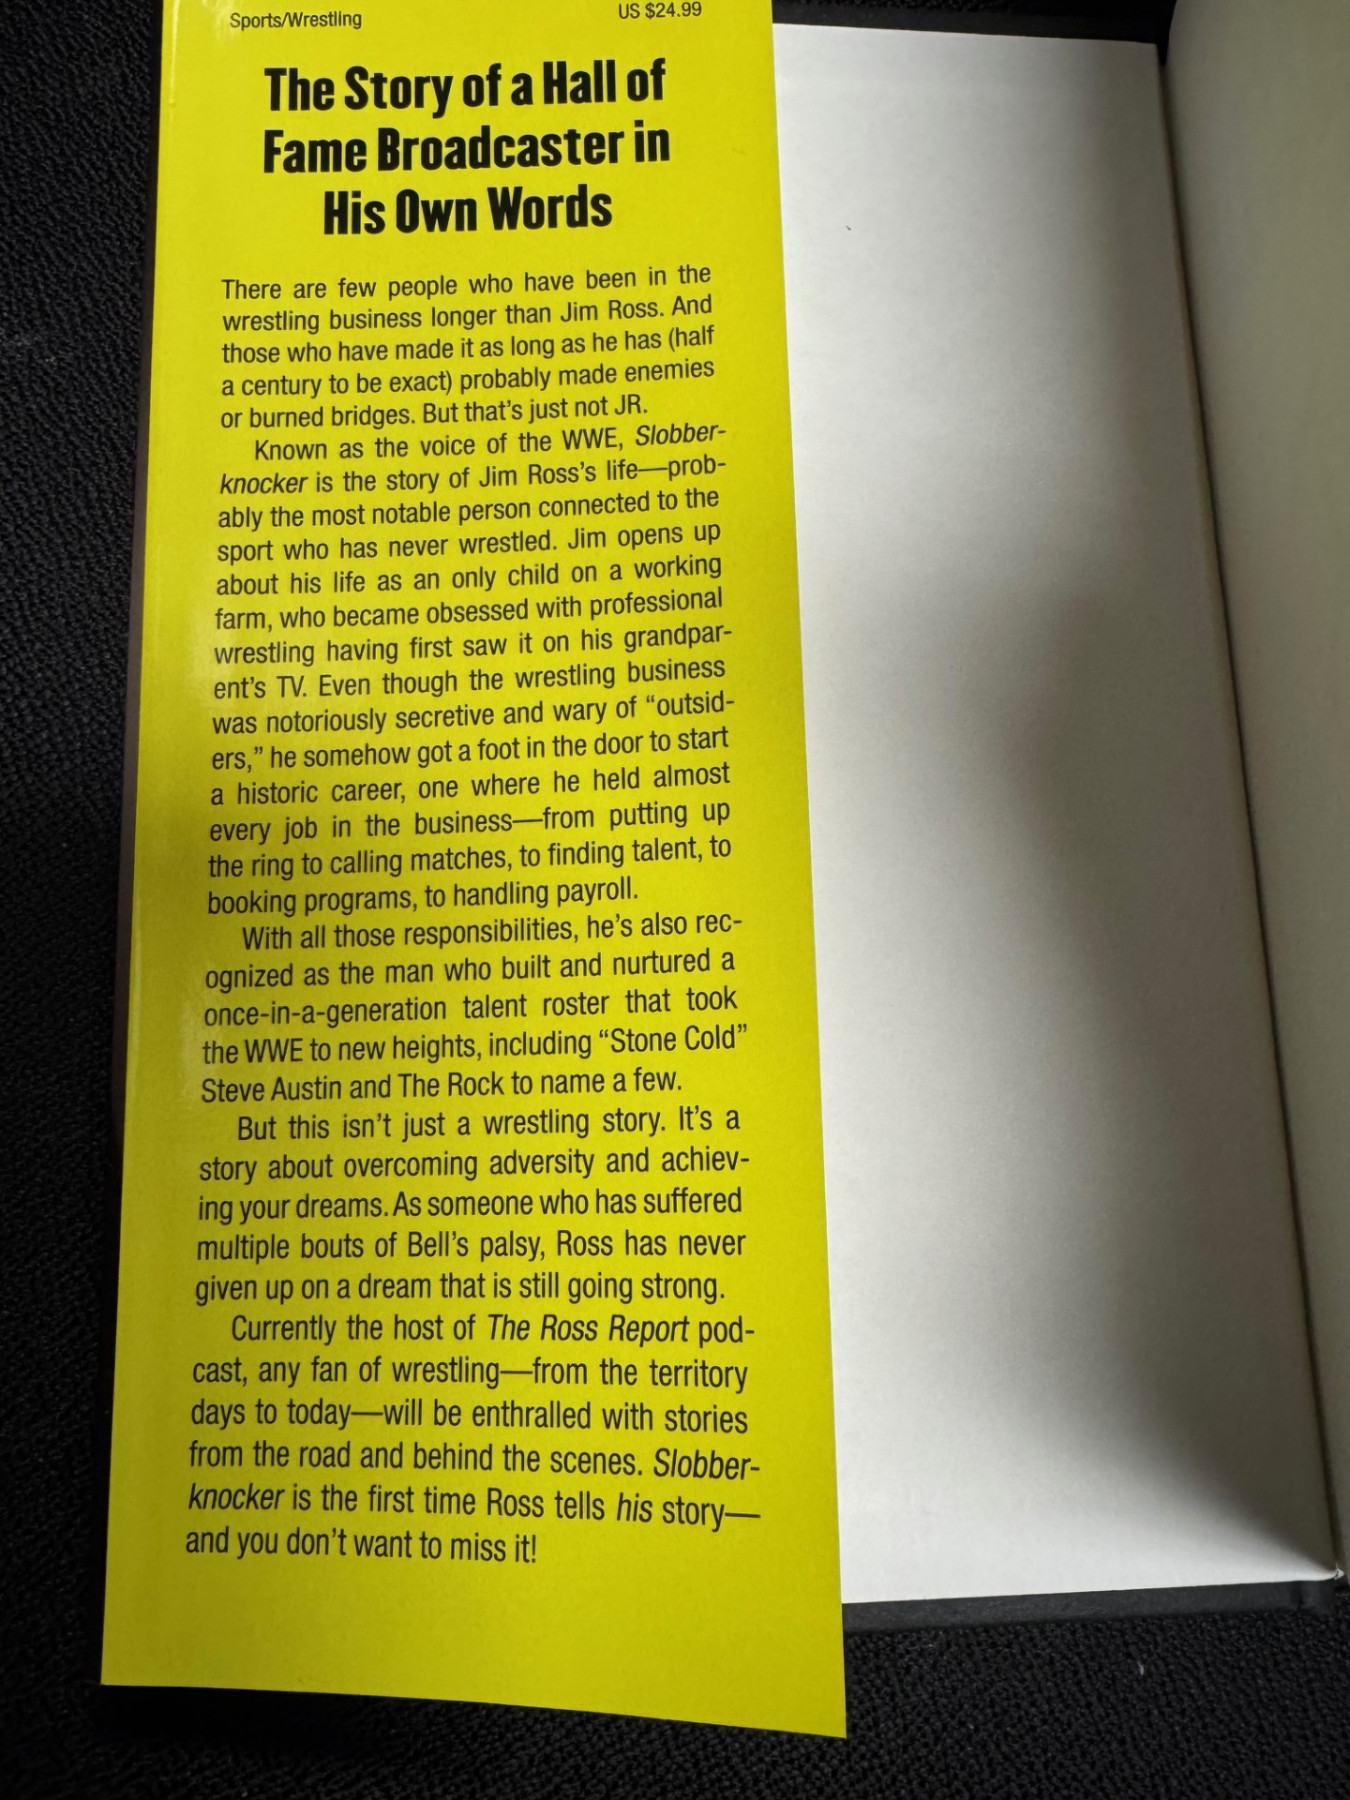 Sports/Wrestling
US $24.99
The Story of a Hall of
Fame Broadcaster in
His Own Words
There are few people who have been in the
wrestling business longer than Jim Ross. And
those who have made it as long as he has (half
a century to be exact) probably made enemies
or burned bridges. But that’s just not JR.
Known as the voice of the WWE, Slobber-
knocker is the story of Jim Ross’s life—prob-
ably the most notable person connected to the
sport who has never wrestled. Jim opens up
about his life as an only child on a working
farm, who became obsessed with professional
wrestling having first saw it on his grandpar-
ent’s TV. Even though the wrestling business
was notoriously secretive and wary of “outsid-
ers,” he somehow got a foot in the door to start
a historic career, one where he held almost
every job in the business—from putting up
the ring to calling matches, to finding talent, to
booking programs, to handling payroll.
With all those responsibilities, he’s also rec-
ognized as the man who built and nurtured a
once-in-a-generation talent roster that took
the WWE to new heights, including “Stone Cold”
Steve Austin and The Rock to name a few.
But this isn’t just a wrestling story. It’s a
story about overcoming adversity and achiev-
ing your dreams. As someone who has suffered
multiple bouts of Bell’s palsy, Ross has never
given up on a dream that is still going strong.
Currently the host of The Ross Report pod-
cast, any fan of wrestling—from the territory
days to today—will be enthralled with stories
from the road and behind the scenes. Slobber-
knocker is the first time Ross tells his story—
and you don’t want to miss it!